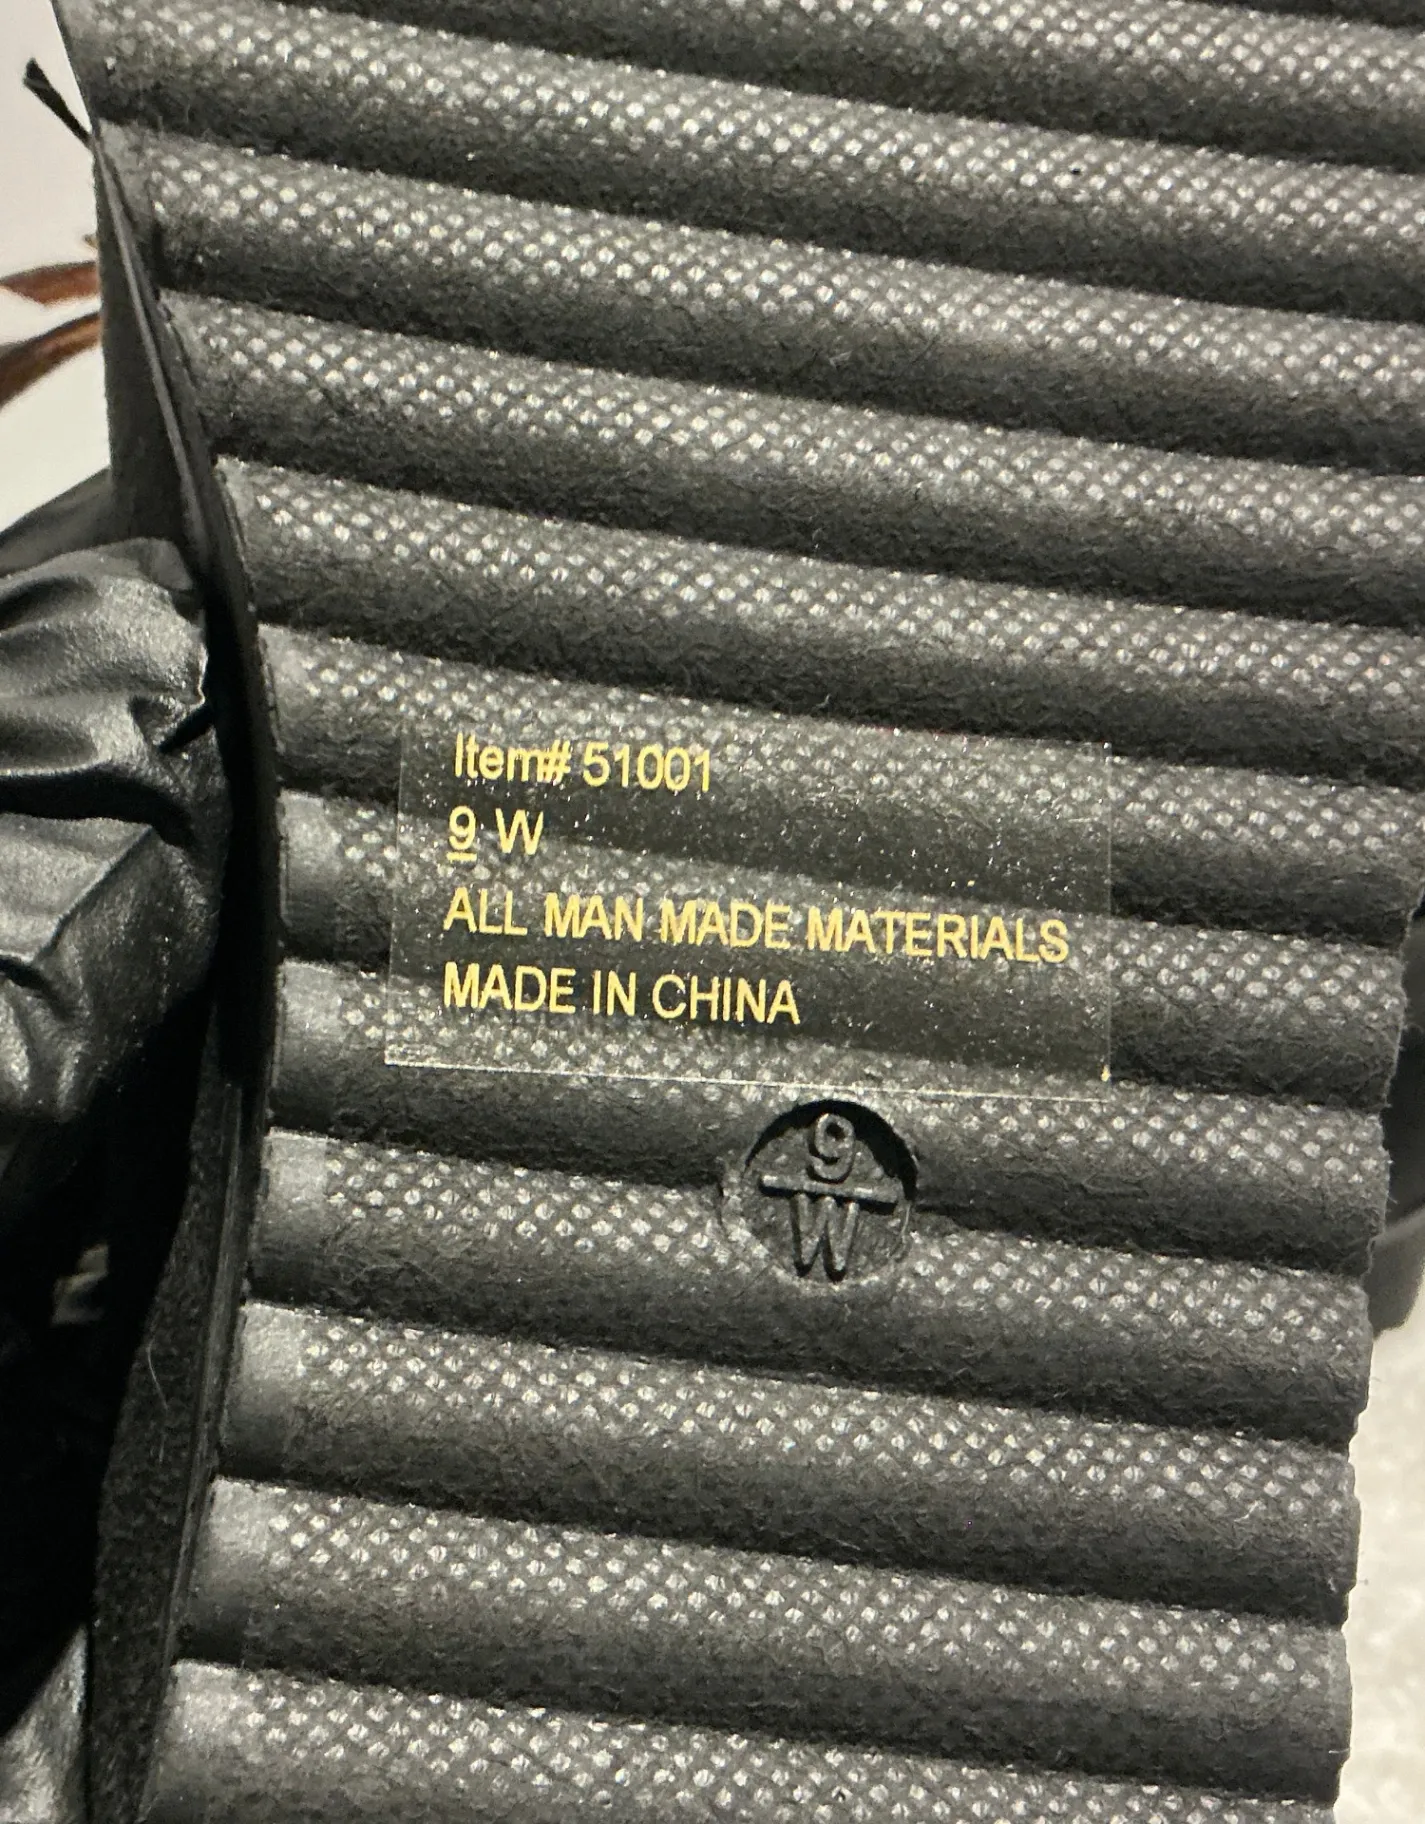 Item# 51001
9 W
ALL MAN MADE MATERIALS
MADE IN CHINA
9
W